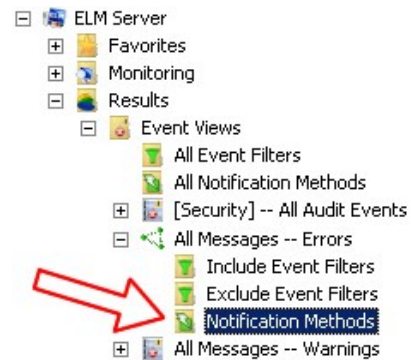 ELM Server
Favorites
Monitoring
Results
Event Views
All Event Filters
All Notification Methods
[Security] -- All Audit Events
All Messages -- Errors
Include Event Filters
Exclude Event Filters
Notification Methods
All Messages -- Warnings